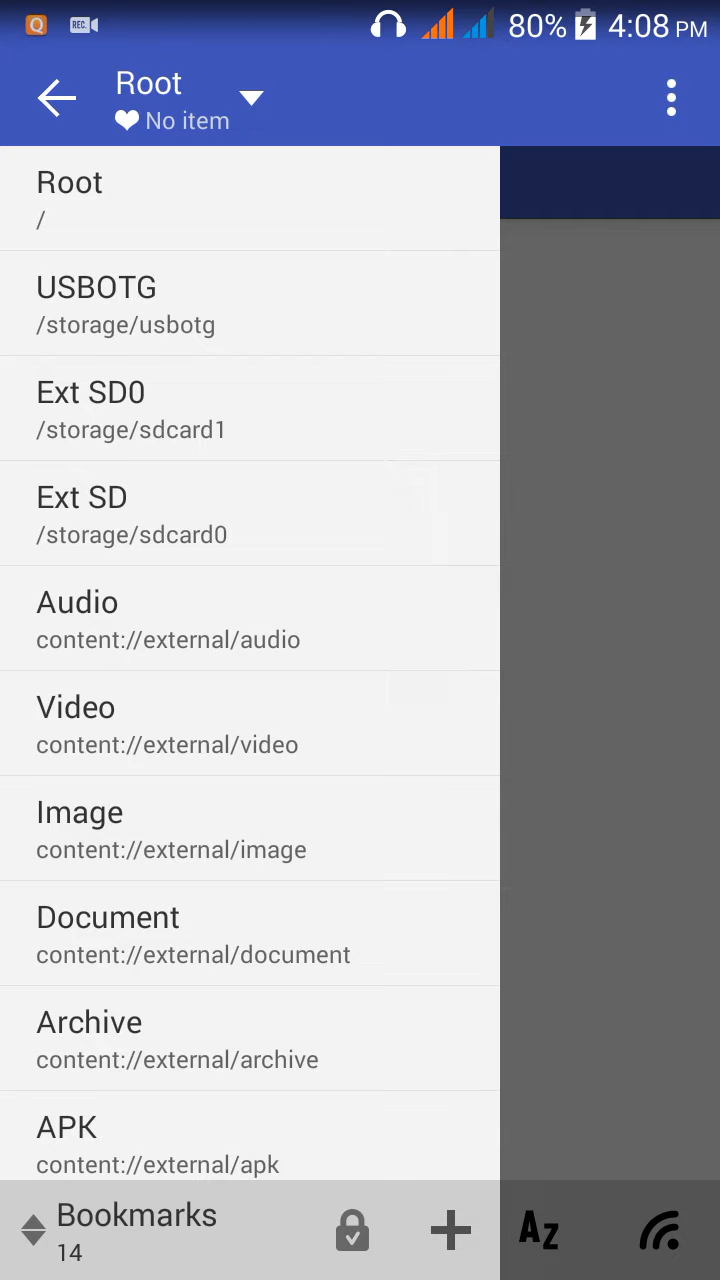 Q
REC.
80%
4:08 PM
Root
No item
Root
/
USBOTG
/storage/usbotg
Ext SD0
/storage/sdcard1
Ext SD
/storage/sdcard0
Audio
content://external/audio
Video
content://external/video
Image
content://external/image
Document
content://external/document
Archive
content://external/archive
APK
content://external/apk
Bookmarks
14
AZ